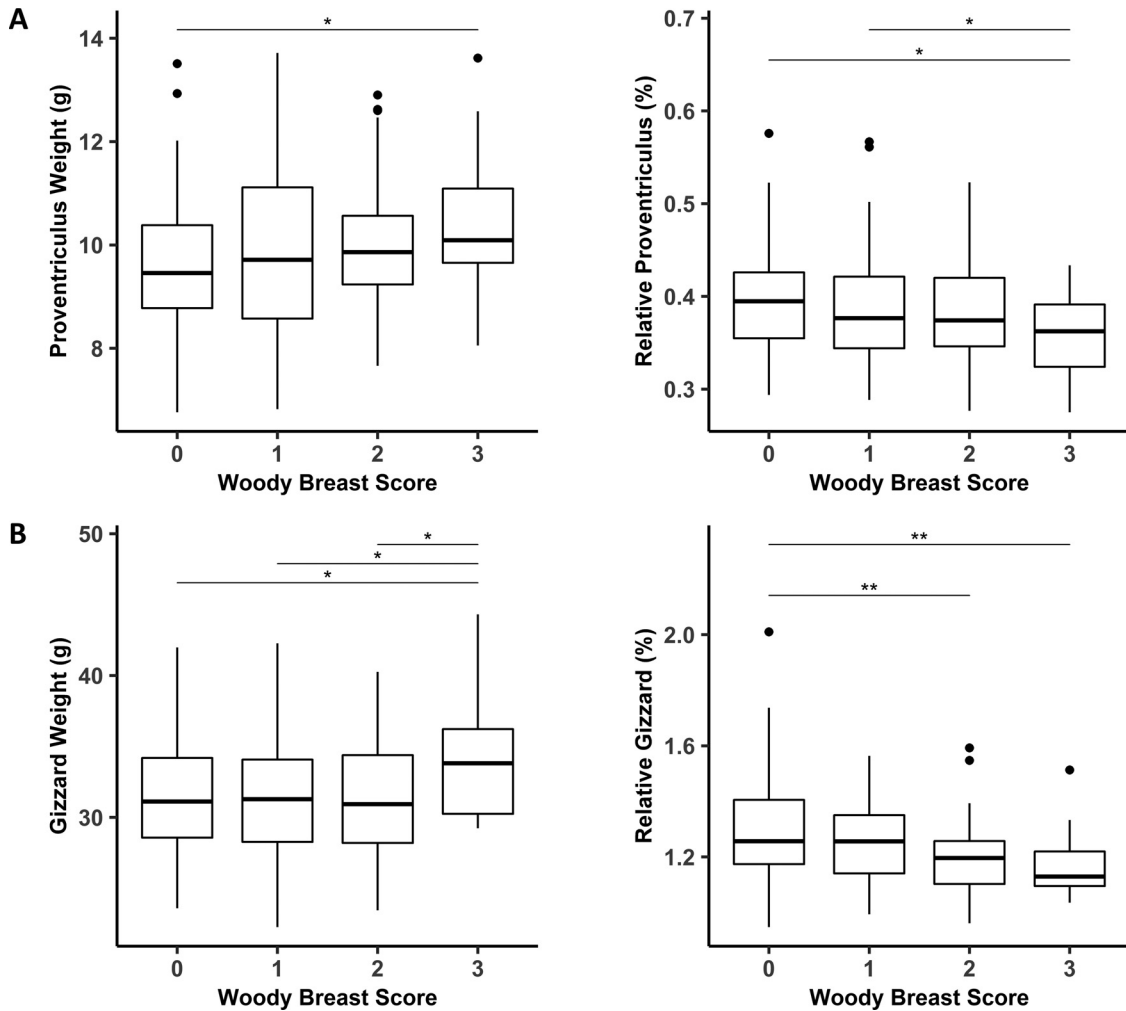 A
Proventriculus Weight (g)
14
12
10
8
*
0 1 2 3
Woody Breast Score
Relative Proventriculus (%)
0.7
0.6
0.5
0.4
0.3
*
*
0 1 2 3
Woody Breast Score
B
Gizzard Weight (g)
50
40
30
*
*
*
0 1 2 3
Woody Breast Score
Relative Gizzard (%)
2.0
1.6
1.2
**
**
0 1 2 3
Woody Breast Score